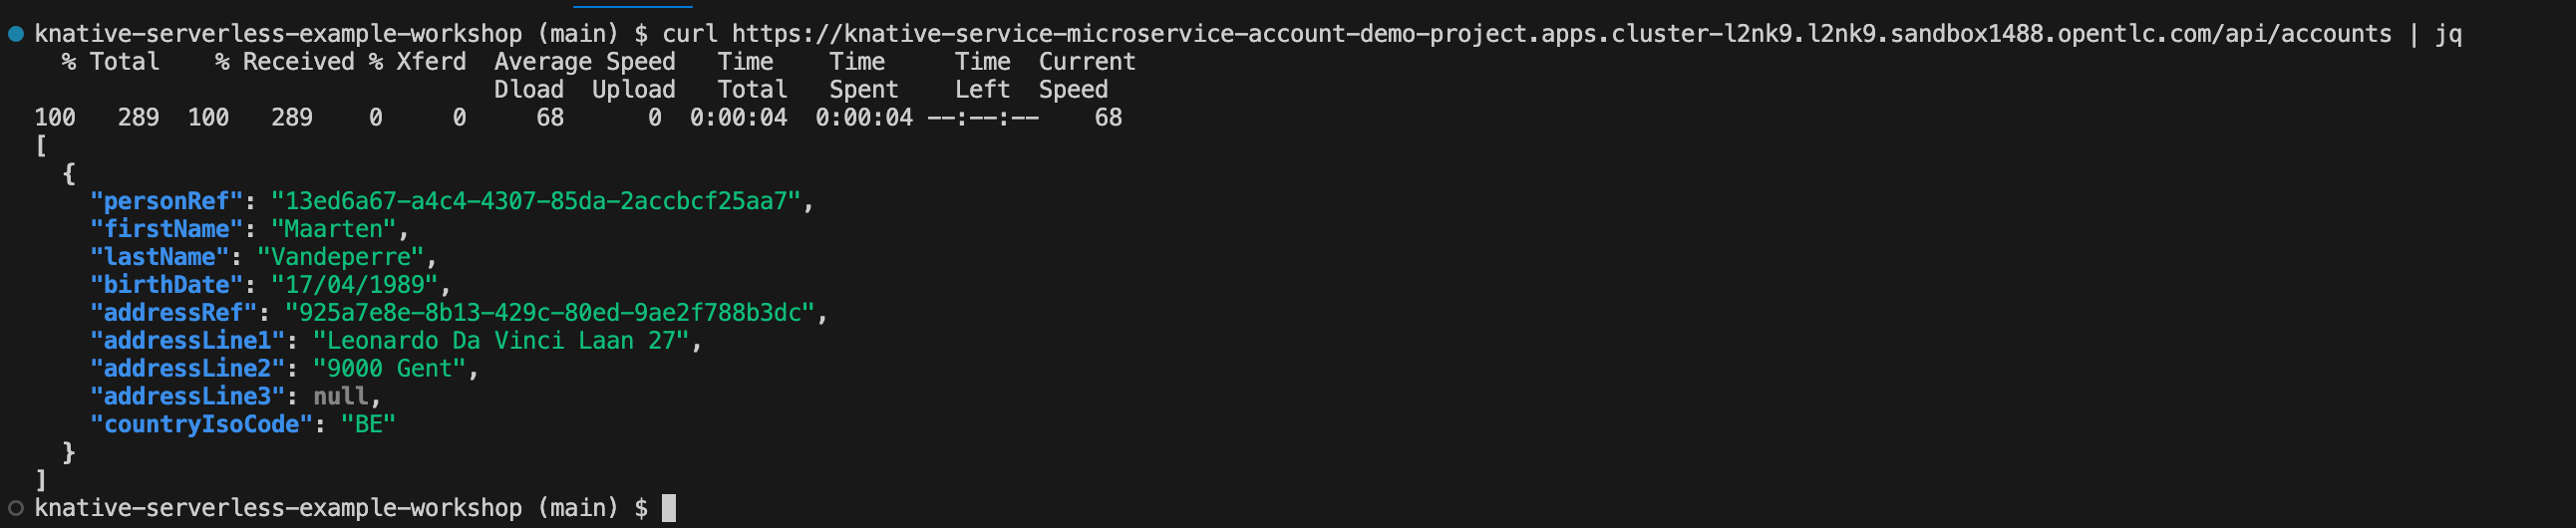 knative-serverless-example-workshop (main) $ curl https://knative-service-microservice-account-demo-project.apps.cluster-l2nk9.l2nk9.sandbox1488.opentlc.com/api/accounts | jq
  % Total    % Received % Xferd  Average Speed   Time    Time     Time  Current
                                 Dload  Upload   Total   Spent    Left  Speed
100   289  100   289    0     0     68      0  0:00:04  0:00:04 --:--:--    68
[
  {
    "personRef": "13ed6a67-a4c4-4307-85da-2accbcf25aa7",
    "firstName": "Maarten",
    "lastName": "Vandeperre",
    "birthDate": "17/04/1989",
    "addressRef": "925a7e8e-8b13-429c-80ed-9ae2f788b3dc",
    "addressLine1": "Leonardo Da Vinci Laan 27",
    "addressLine2": "9000 Gent",
    "addressLine3": null,
    "countryIsoCode": "BE"
  }
]
knative-serverless-example-workshop (main) $